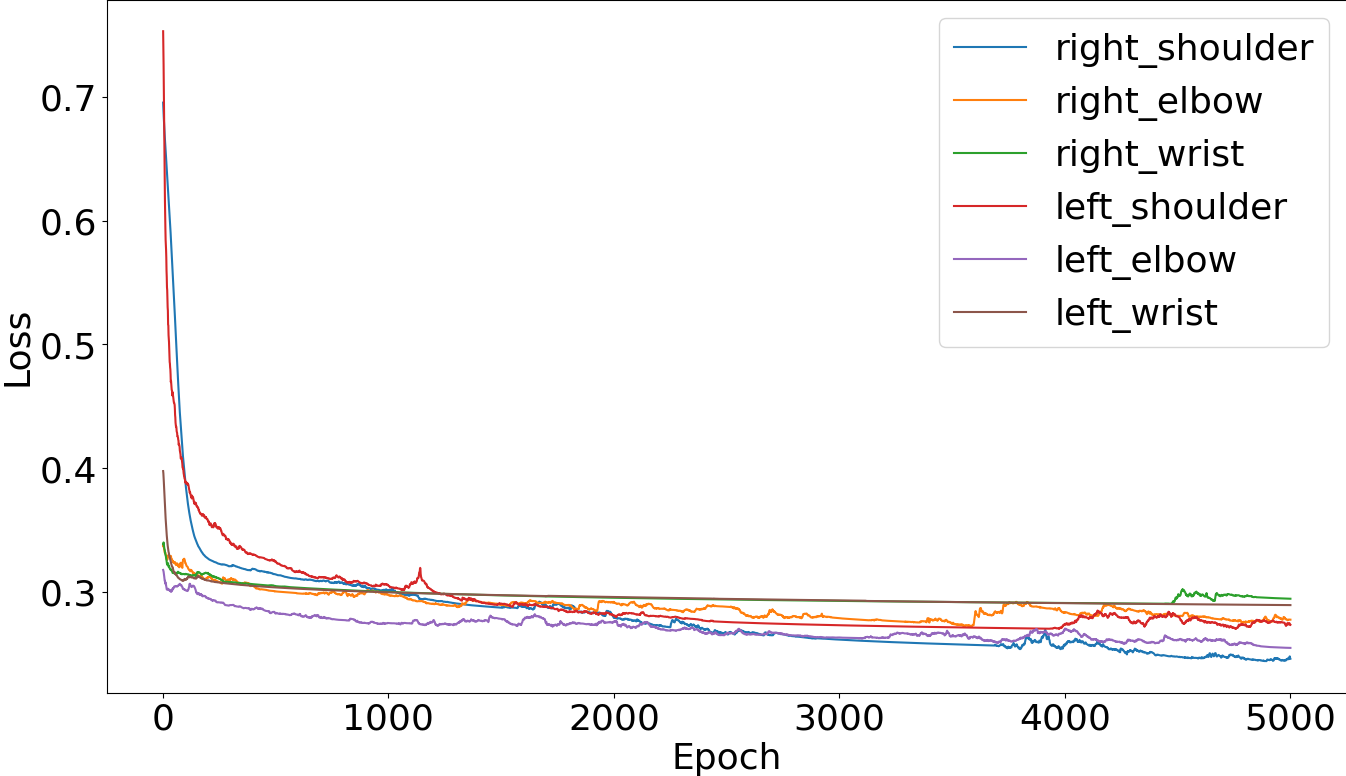 right_shoulder
right_elbow
right_wrist
left_shoulder
left_elbow
left_wrist
Loss
0.7
0.6
0.5
0.4
0.3
0 1000 2000 3000 4000 5000
Epoch